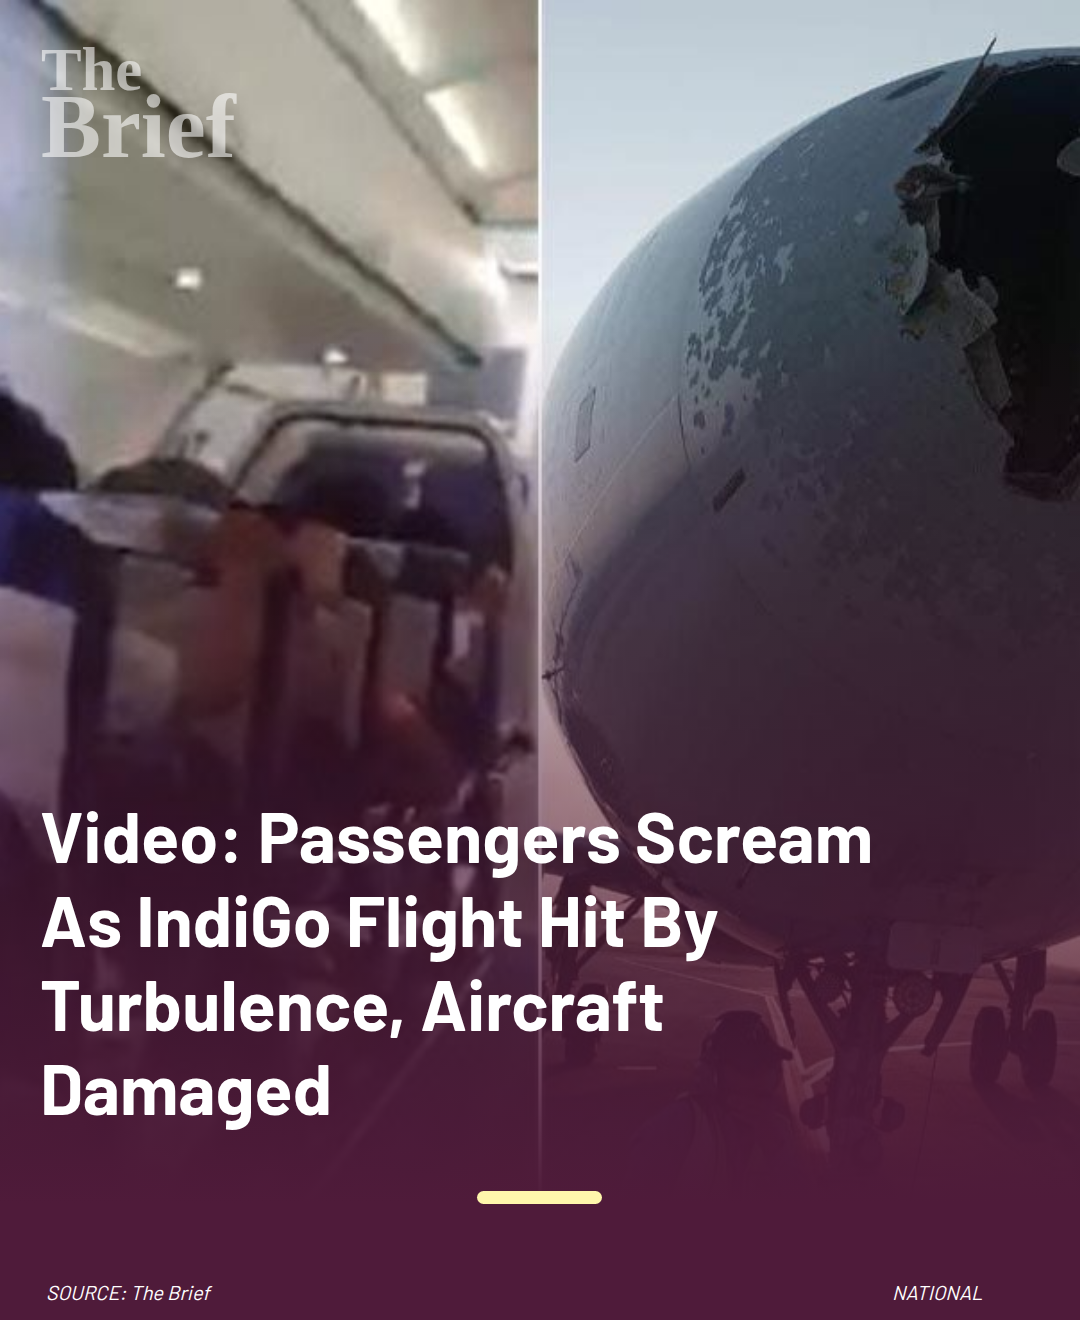 The
Brief
Video: Passengers Scream
As IndiGo Flight Hit By
Turbulence, Aircraft
Damaged
SOURCE: The Brief
NATIONAL